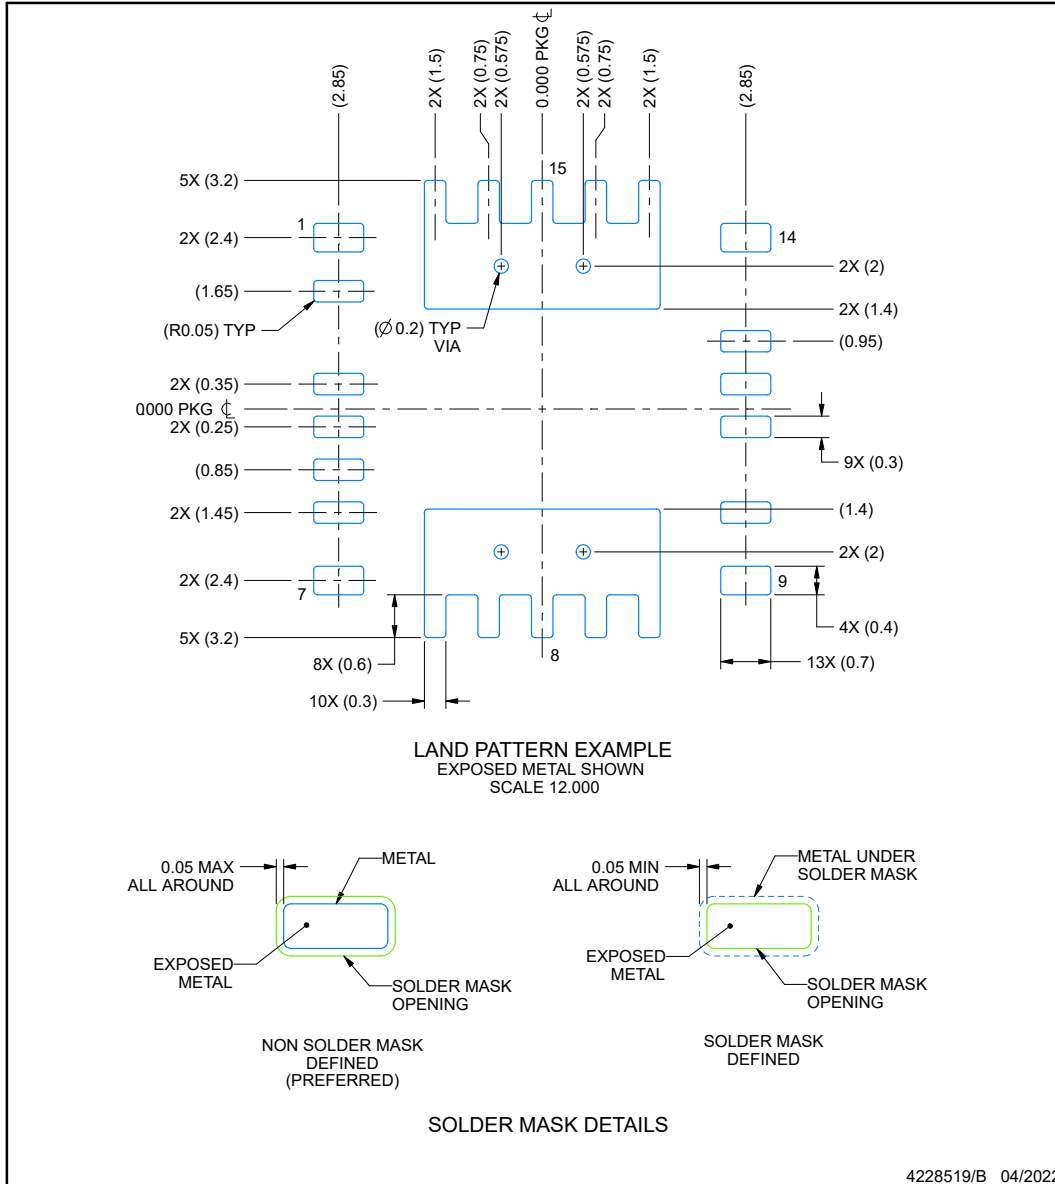 (2.85)
2X (1.5)
2X (0.75)
2X (0.575)
0.000 PKG ℄
2X (0.575)
2X (0.75)
2X (1.5)
(2.85)
5X (3.2)
15
1
2X (2.4)
14
2X (2)
(1.65)
2X (1.4)
(R0.05) TYP
(Ø 0.2) TYP
VIA
(0.95)
2X (0.35)
0.000 PKG ℄
2X (0.25)
9X (0.3)
(0.85)
2X (1.45)
(1.4)
2X (2)
2X (2.4)
7
9
4X (0.4)
5X (3.2)
8
8X (0.6)
13X (0.7)
10X (0.3)
LAND PATTERN EXAMPLE
EXPOSED METAL SHOWN
SCALE 12.000
0.05 MAX
ALL AROUND
METAL
EXPOSED
METAL
SOLDER MASK
OPENING
NON SOLDER MASK
DEFINED
(PREFERRED)
0.05 MIN
ALL AROUND
METAL UNDER
SOLDER MASK
EXPOSED
METAL
SOLDER MASK
OPENING
SOLDER MASK
DEFINED
SOLDER MASK DETAILS
4228519/B 04/2022